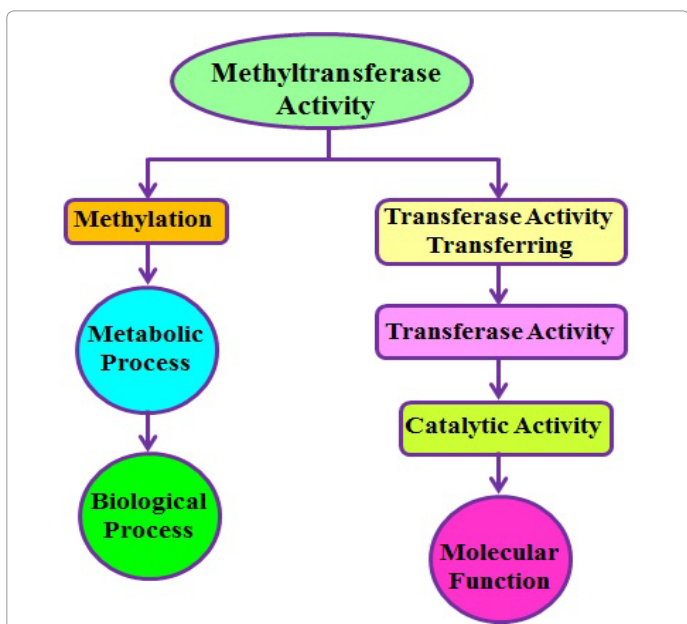 Methyltransferase
Activity
Methylation
Transferase Activity
Transferring
Metabolic
Process
Transferase Activity
Catalytic Activity
Biological
Process
Molecular
Function